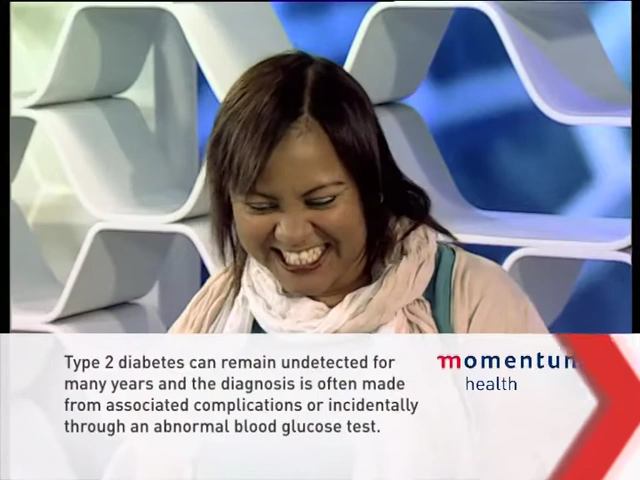 Type 2 diabetes can remain undetected for
many years and the diagnosis is often made
from associated complications or incidentally
through an abnormal blood glucose test.
momentum
health